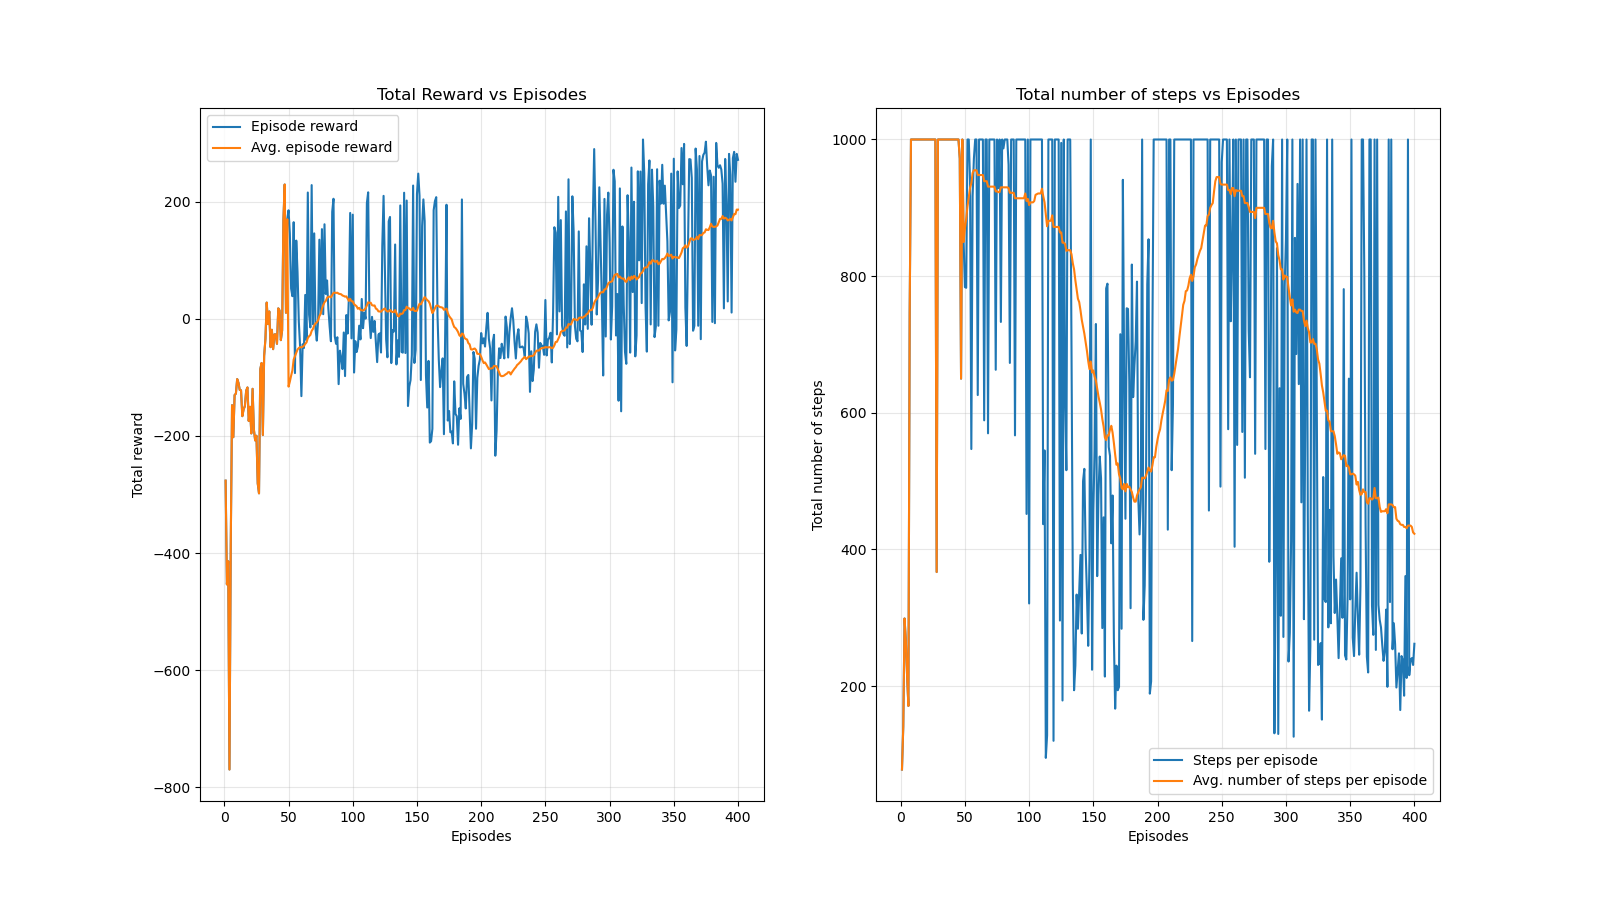 Total Reward vs Episodes
Episode reward
Avg. episode reward
200
0
−200
−400
−600
−800
Total reward
0 50 100 150 200 250 300 350 400
Episodes
Total number of steps vs Episodes
1000
800
600
400
200
Total number of steps
Steps per episode
Avg. number of steps per episode
0 50 100 150 200 250 300 350 400
Episodes